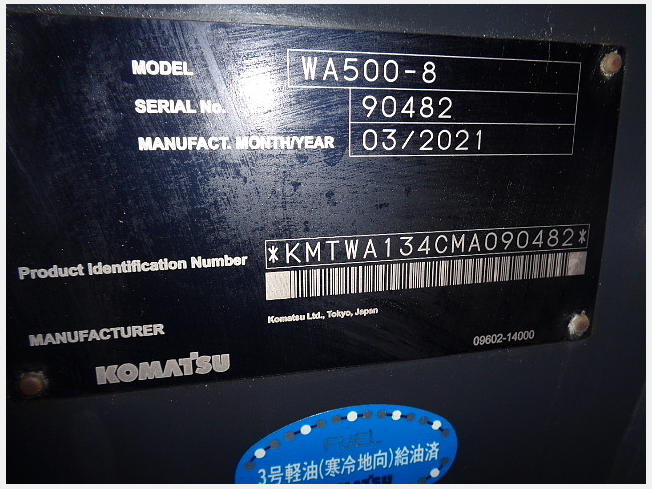 MODEL WA500-8
SERIAL No. 90482
MANUFACT. MONTH/YEAR 03/2021
Product Identification Number *KMTWA134CMA090482*
Komatsu Ltd., Tokyo, Japan
MANUFACTURER
KOMATSU
09602-14000
FUEL
3号軽油(寒冷地向)給油済